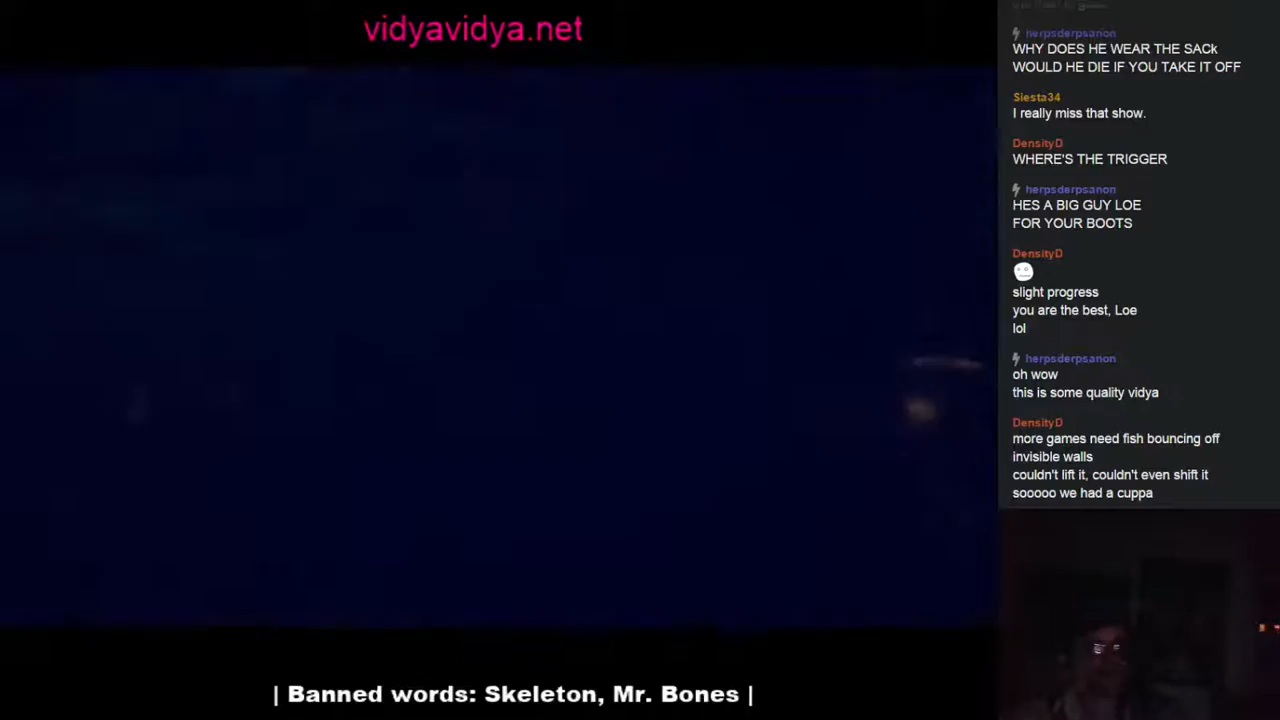 vidyavidya.net
herpsderpsanon
WHY DOES HE WEAR THE SACk
WOULD HE DIE IF YOU TAKE IT OFF
Siesta34
I really miss that show.
DensityD
WHERE'S THE TRIGGER
herpsderpsanon
HES A BIG GUY LOE
FOR YOUR BOOTS
DensityD
slight progress
you are the best, Loe
lol
herpsderpsanon
oh wow
this is some quality vidya
DensityD
more games need fish bouncing off
invisible walls
couldn't lift it, couldn't even shift it
sooooo we had a cuppa
| Banned words: Skeleton, Mr. Bones |